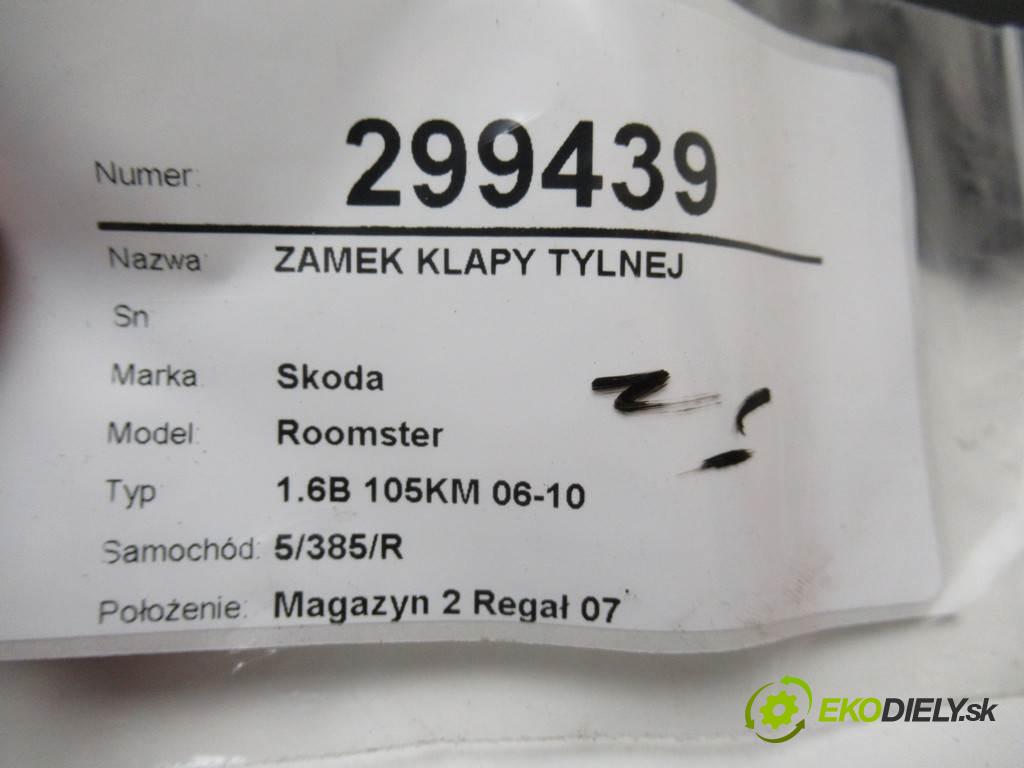 Numer: 299439
Nazwa: ZAMEK KLAPY TYLNEJ
Sn
Marka Skoda
Model: Roomster
Typ 1.6B 105KM 06-10
Samochód: 5/385/R
Położenie: Magazyn 2 Regał 07
EKODIELY.sk